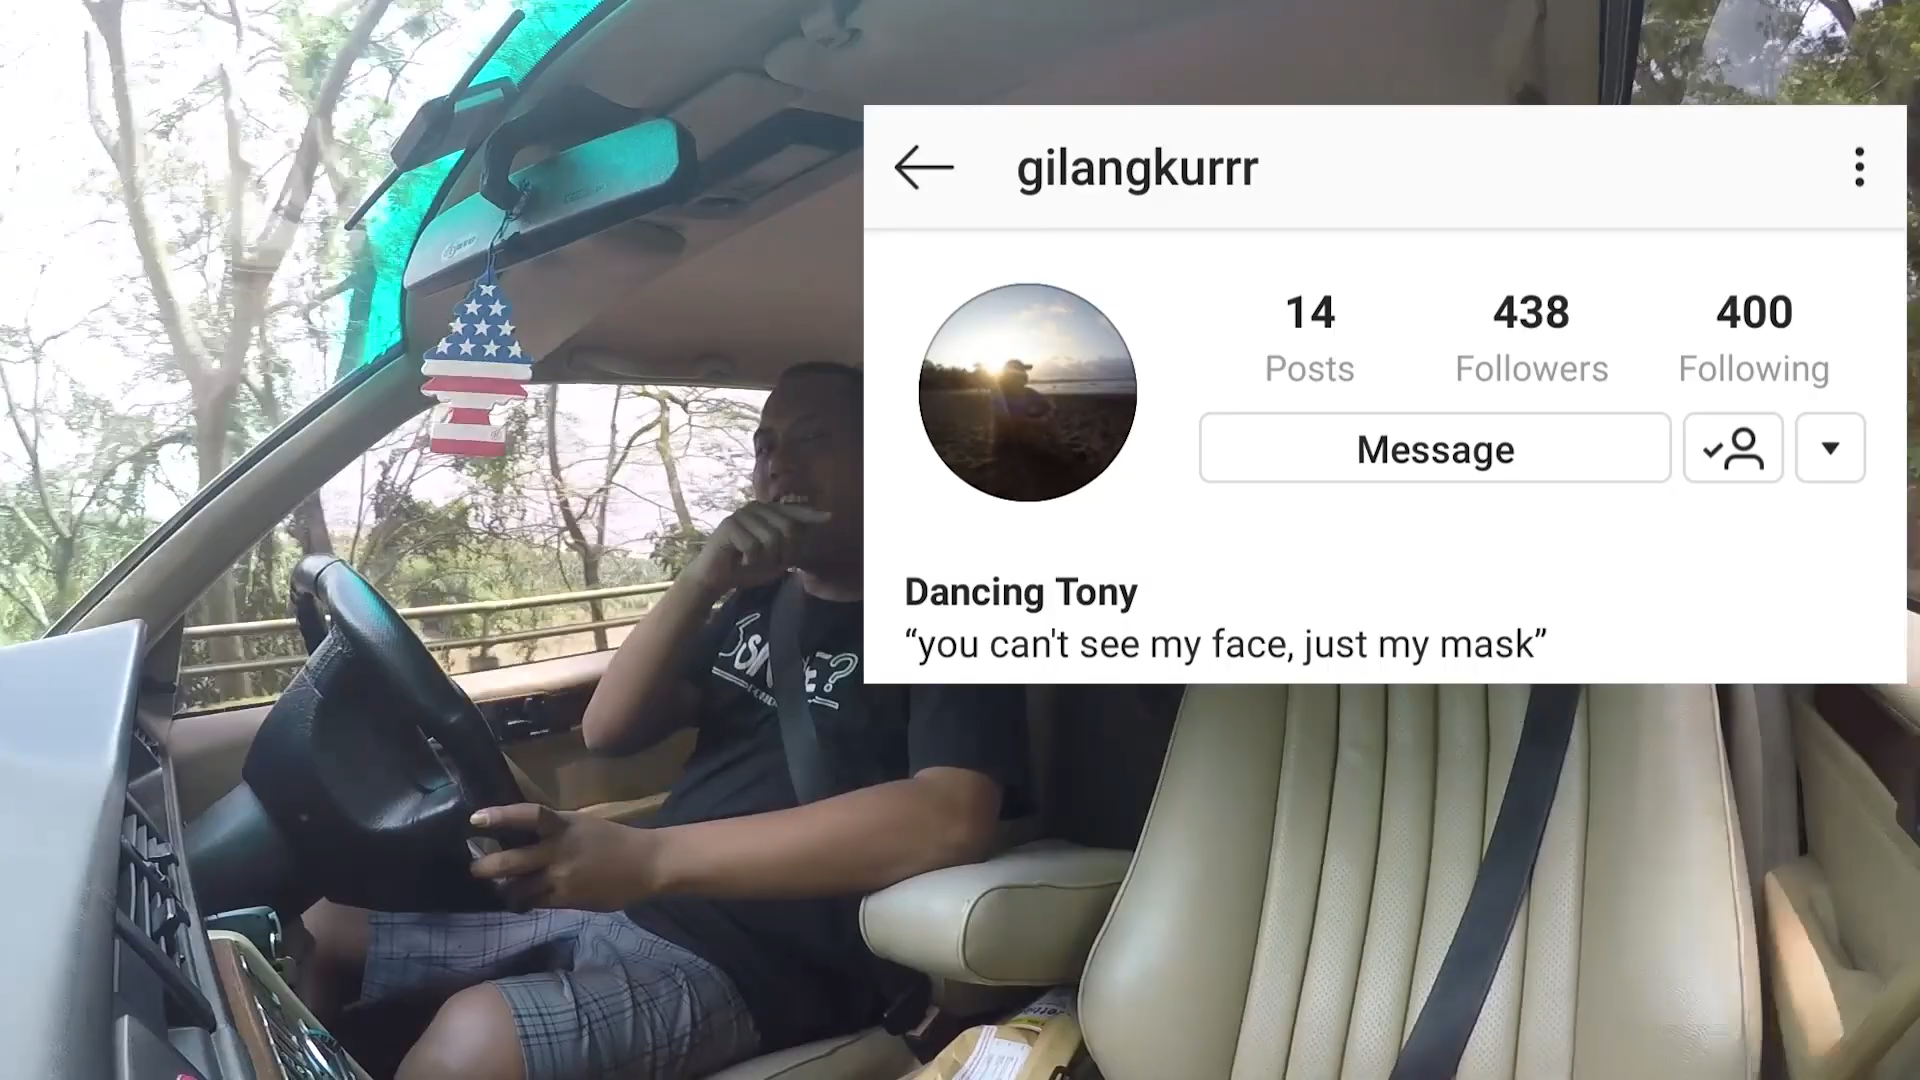 gilangkurrr
14
438
400
Posts
Followers
Following
Message
Dancing Tony
“you can't see my face, just my mask”